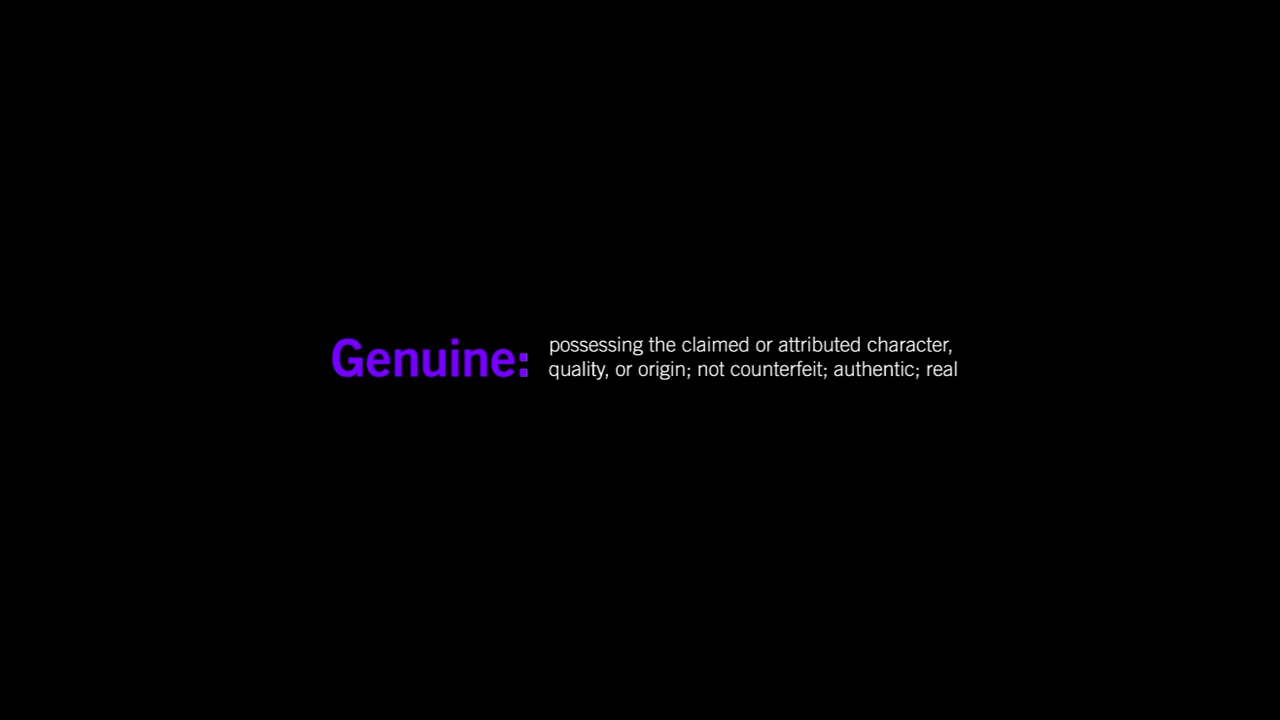 Genuine:
possessing the claimed or attributed character,
quality, or origin; not counterfeit; authentic; real